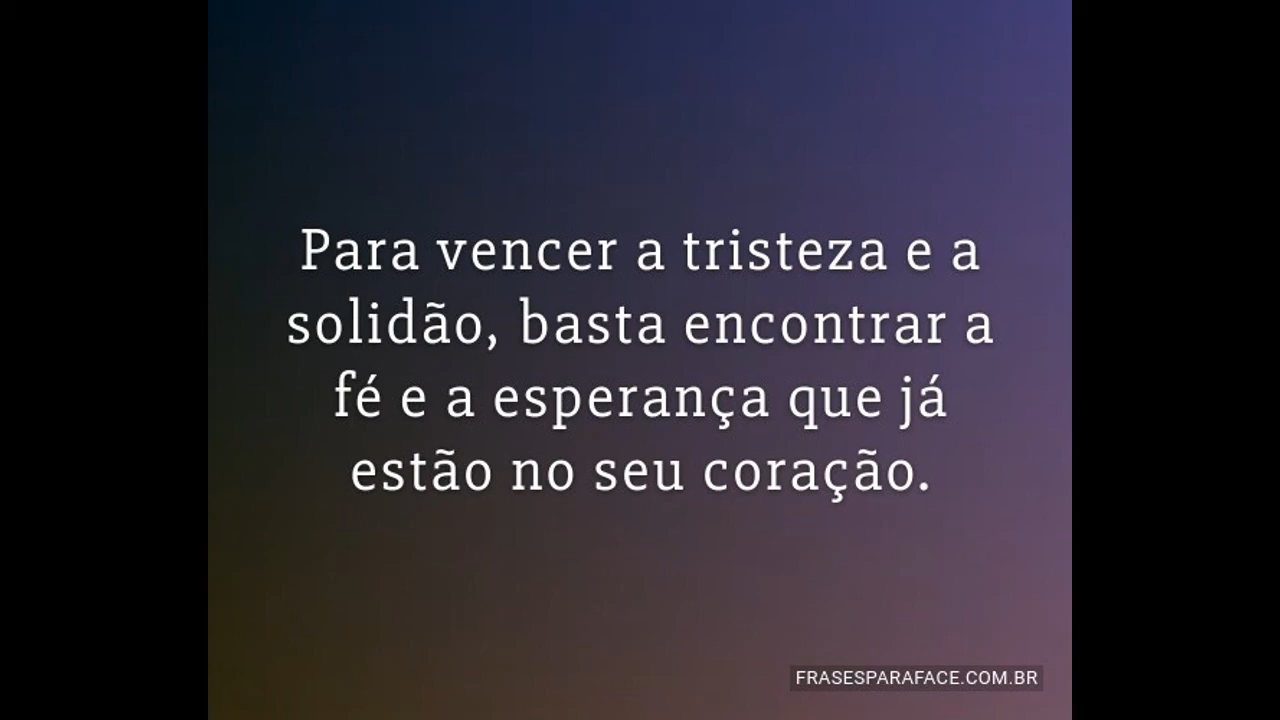 Para vencer a tristeza e a
solidão, basta encontrar a
fé e a esperança que já
estão no seu coração.
FRASESPARAFACE.COM.BR